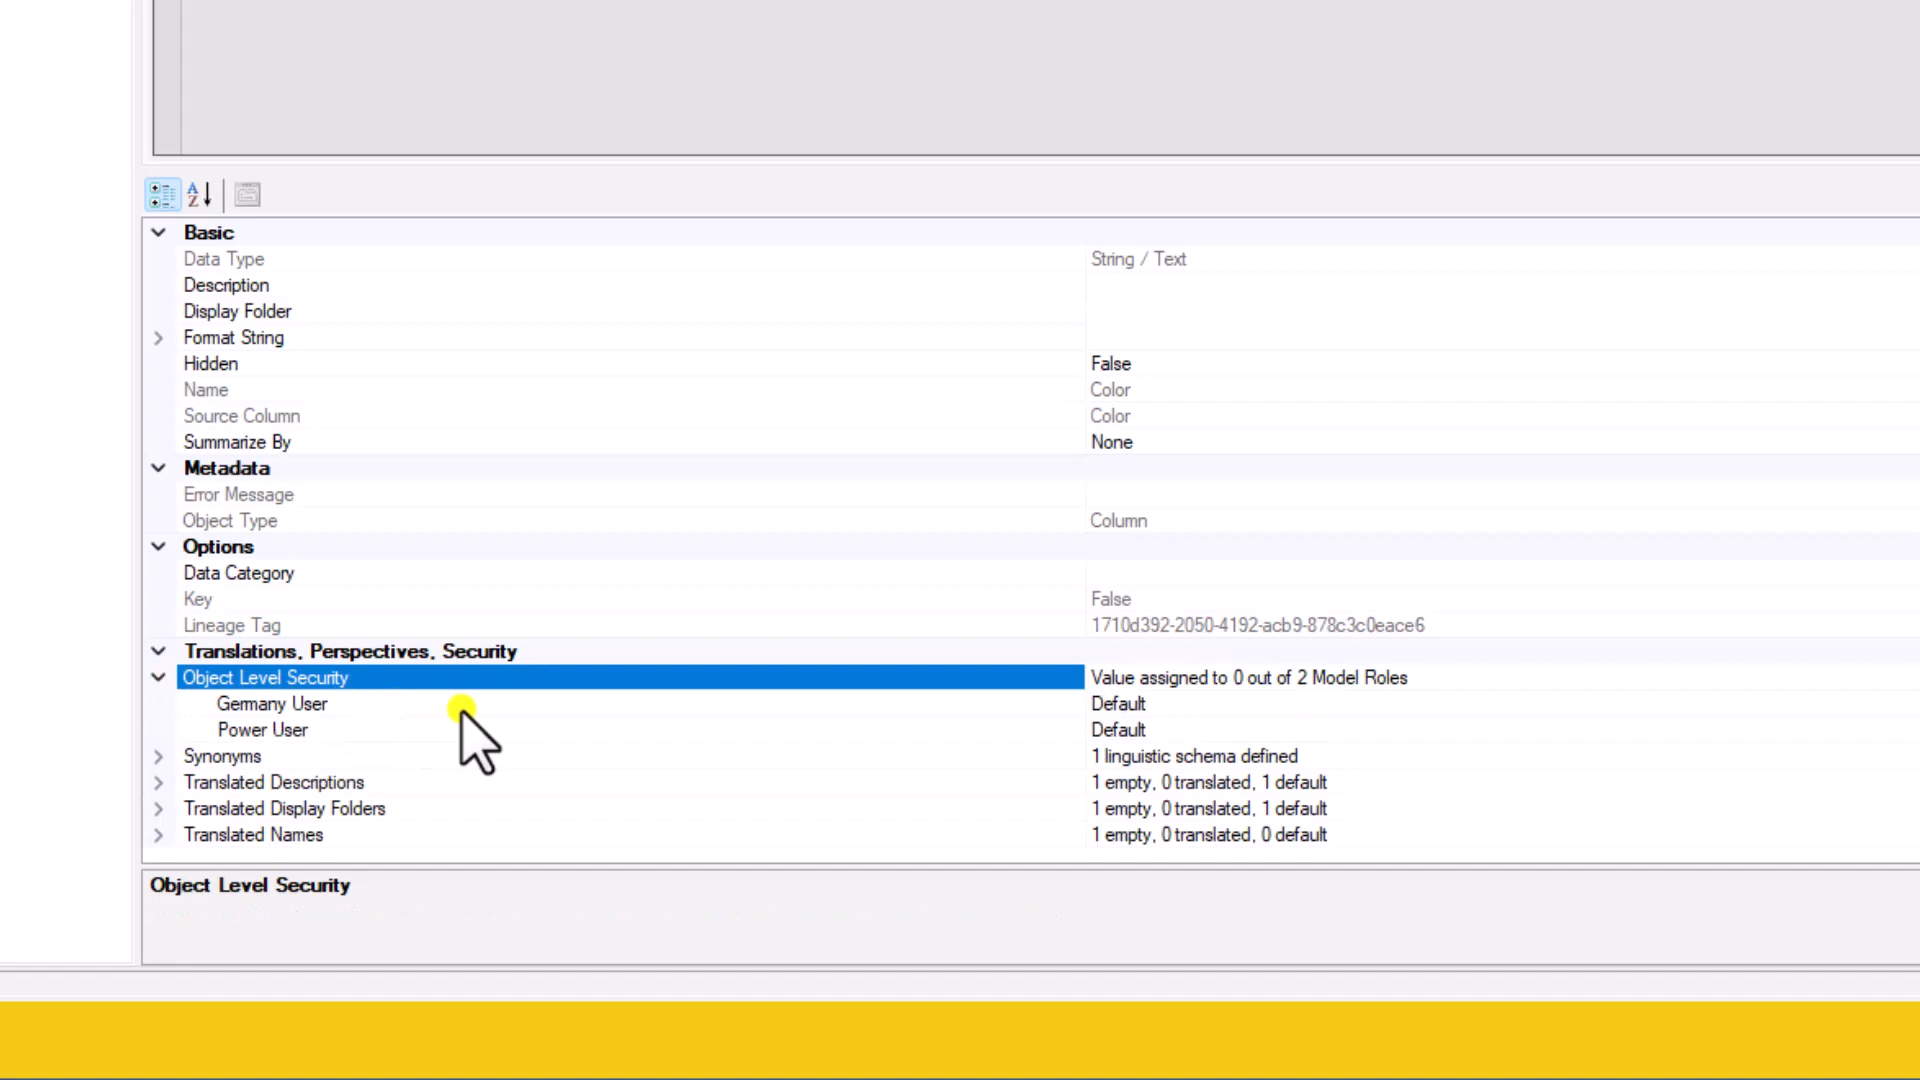 Basic
Data Type String / Text
Description
Display Folder
Format String
Hidden False
Name Color
Source Column Color
Summarize By None
Metadata
Error Message
Object Type Column
Options
Data Category
Key False
Lineage Tag 1710d392-2050-4192-acb9-878c3c0eace6
Translations, Perspectives, Security
Object Level Security Value assigned to 0 out of 2 Model Roles
Germany User Default
Power User Default
Synonyms 1 linguistic schema defined
Translated Descriptions 1 empty, 0 translated, 1 default
Translated Display Folders 1 empty, 0 translated, 1 default
Translated Names 1 empty, 0 translated, 0 default
Object Level Security